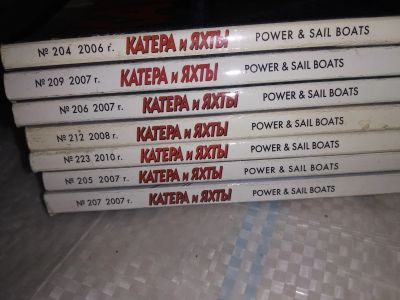 № 204 2006 г. КАТЕРА и ЯХТЫ POWER & SAIL BOATS
№ 209 2007 г. КАТЕРА и ЯХТЫ POWER & SAIL BOATS
№ 206 2007 г. КАТЕРА и ЯХТЫ POWER & SAIL BOATS
№ 212 2008 г. КАТЕРА и ЯХТЫ POWER & SAIL BOATS
№ 223 2010 г. КАТЕРА и ЯХТЫ POWER & SAIL BOATS
№ 205 2007 г. КАТЕРА и ЯХТЫ POWER & SAIL BOATS
№ 207 2007 г. КАТЕРА и ЯХТЫ POWER & SAIL BOATS